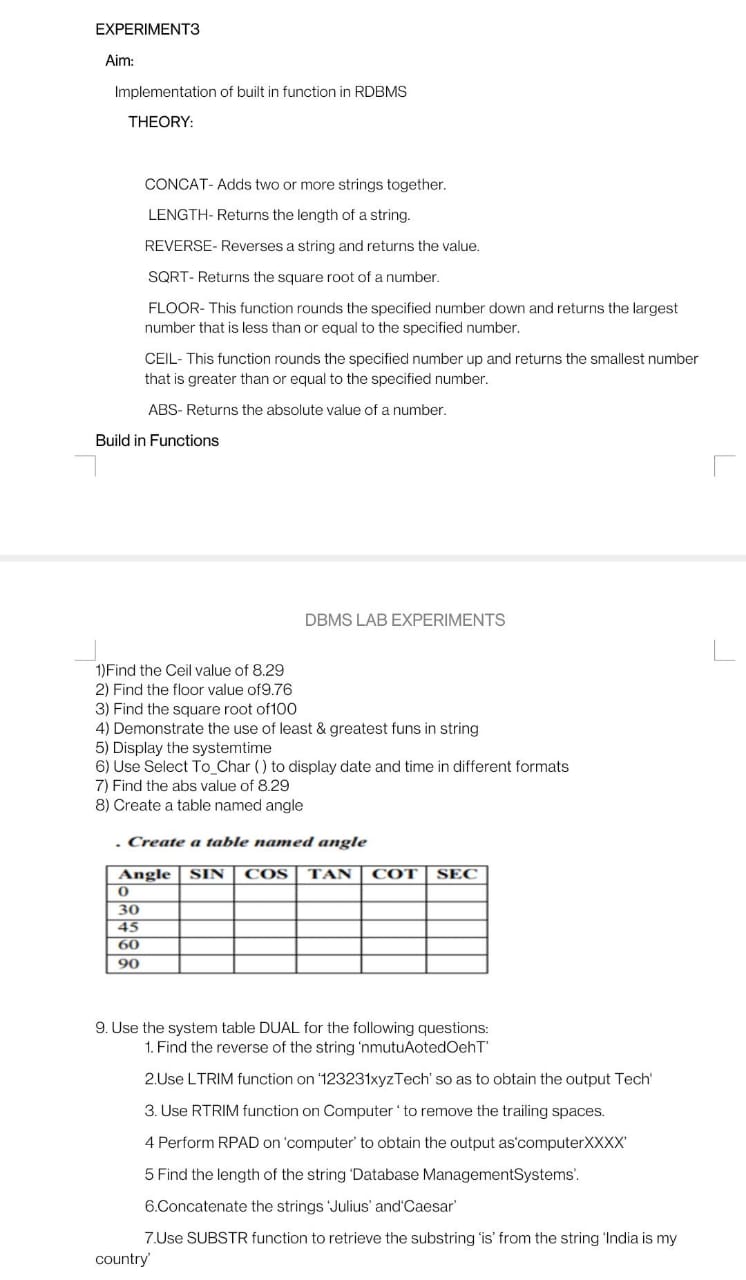 EXPERIMENT3
Aim:
Implementation of built in function in RDBMS
THEORY:
CONCAT- Adds two or more strings together.
LENGTH- Returns the length of a string.
REVERSE- Reverses a string and returns the value.
SQRT- Returns the square root of a number.
FLOOR- This function rounds the specified number down and returns the largest
number that is less than or equal to the specified number.
CEIL- This function rounds the specified number up and returns the smallest number
that is greater than or equal to the specified number.
ABS- Returns the absolute value of a number.
Build in Functions
DBMS LAB EXPERIMENTS
1)Find the Ceil value of 8.29
2) Find the floor value of9.76
3) Find the square root of100
4) Demonstrate the use of least & greatest funs in string
5) Display the systemtime
6) Use Select To_Char () to display date and time in different formats
7) Find the abs value of 8.29
8) Create a table named angle
. Create a table named angle
Angle SIN COS TAN COT SEC
0
30
45
60
90
9. Use the system table DUAL for the following questions:
1. Find the reverse of the string 'nmutuAotedOehT'
2.Use LTRIM function on '123231xyzTech' so as to obtain the output Tech'
3. Use RTRIM function on Computer ' to remove the trailing spaces.
4 Perform RPAD on 'computer' to obtain the output as'computerXXXX'
5 Find the length of the string 'Database ManagementSystems'.
6.Concatenate the strings 'Julius' and'Caesar'
7.Use SUBSTR function to retrieve the substring 'is' from the string 'India is my
country'